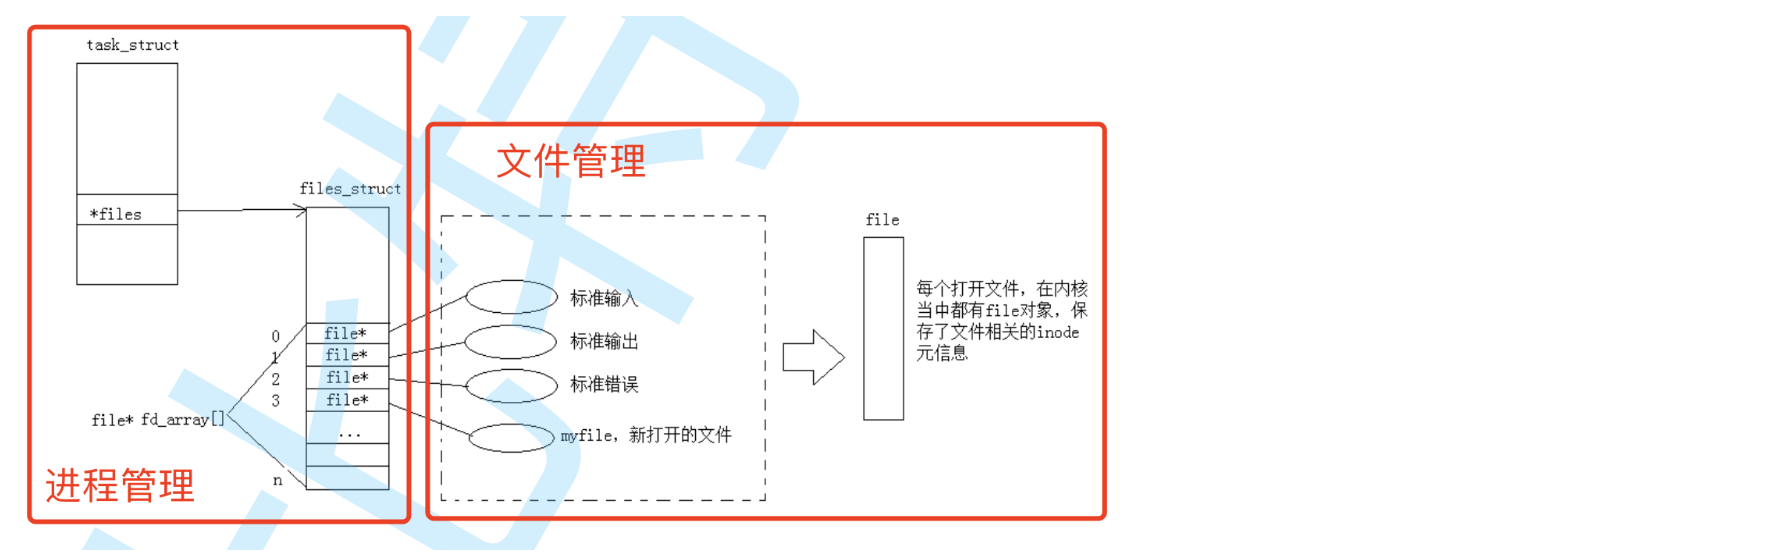 task_struct
*files
files_struct
0
file*
1
file*
2
file*
3
file*
...
n
file* fd_array[]
进程管理
文件管理
标准输入
标准输出
标准错误
myfile, 新打开的文件
file
每个打开文件，在内核
当中都有file对象，保
存了文件相关的inode
元信息